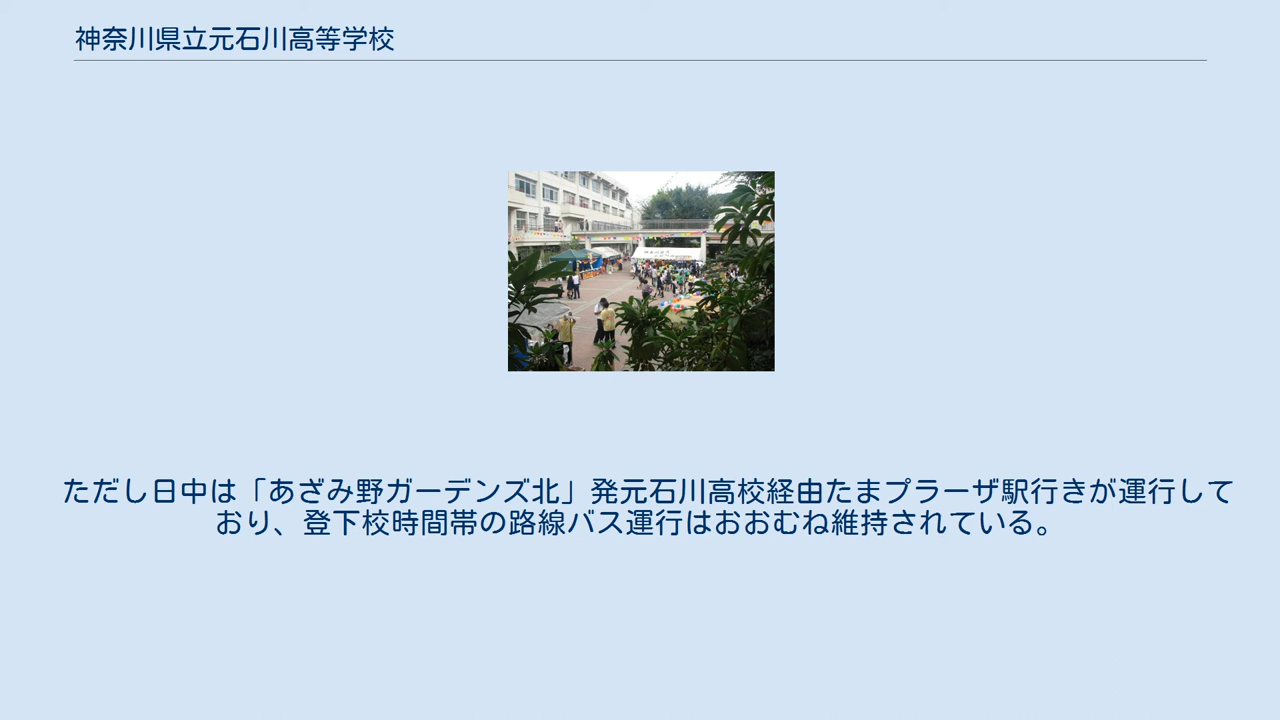 神奈川県立元石川高等学校
ただし日中は「あざみ野ガーデンズ北」発元石川高校経由たまプラーザ駅行きが運行して
おり、登下校時間帯の路線バス運行はおおむね維持されている。